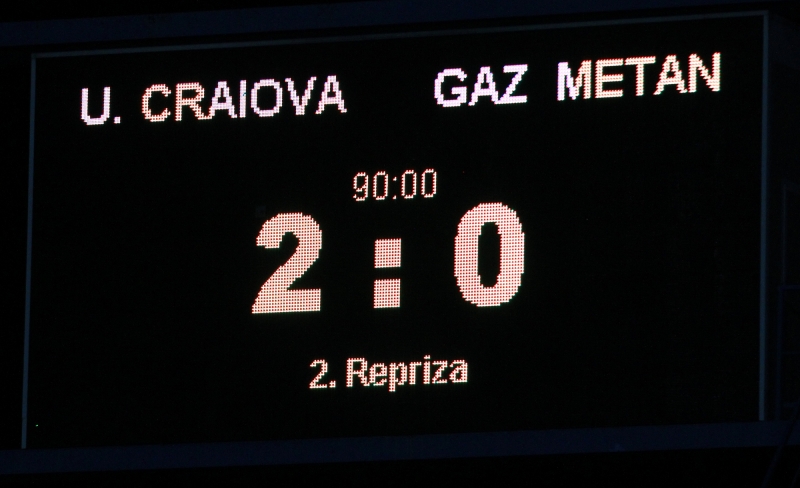 U. CRAIOVA GAZ METAN
90:00
2:0
2. Repriza